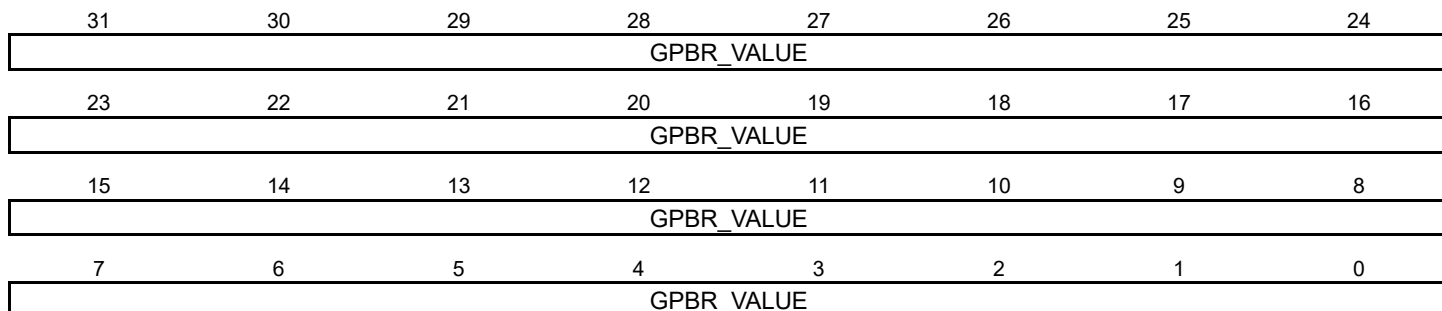 31 30 29 28 27 26 25 24
GPBR_VALUE
23 22 21 20 19 18 17 16
GPBR_VALUE
15 14 13 12 11 10 9 8
GPBR_VALUE
7 6 5 4 3 2 1 0
GPBR_VALUE